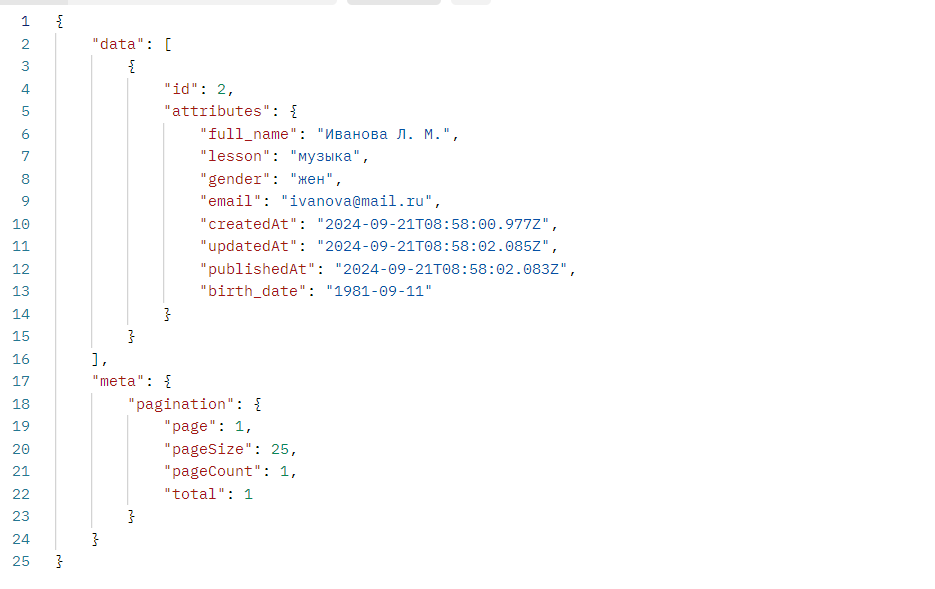 1 {
2 "data": [
3 {
4 "id": 2,
5 "attributes": {
6 "full_name": "Иванова Л. М.",
7 "lesson": "музыка",
8 "gender": "жен",
9 "email": "ivanova@mail.ru",
10 "createdAt": "2024-09-21T08:58:00.977Z",
11 "updatedAt": "2024-09-21T08:58:02.085Z",
12 "publishedAt": "2024-09-21T08:58:02.083Z",
13 "birth_date": "1981-09-11"
14 }
15 }
16 ],
17 "meta": {
18 "pagination": {
19 "page": 1,
20 "pageSize": 25,
21 "pageCount": 1,
22 "total": 1
23 }
24 }
25 }